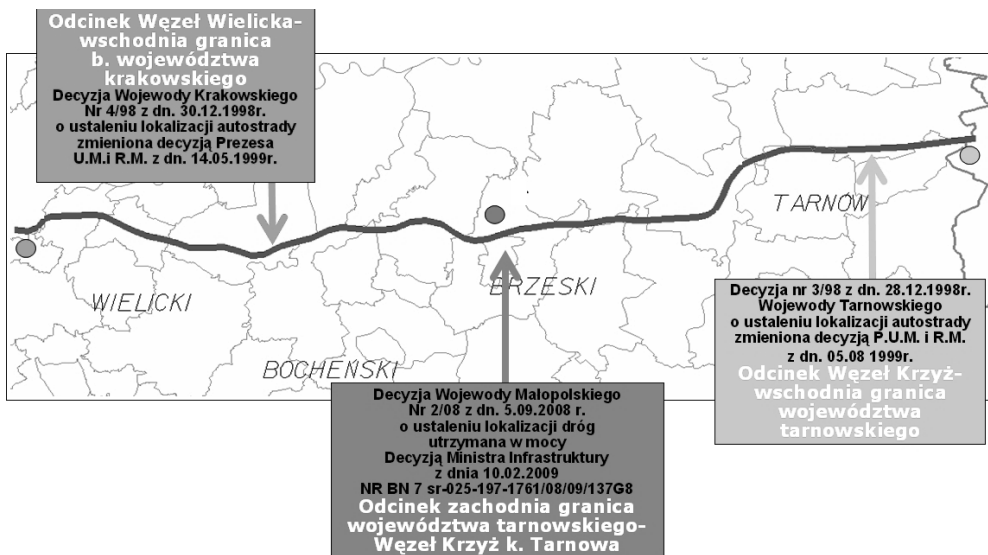 Odcinek Węzeł Wielicka-
wschodnia granica
b. województwa
krakowskiego
Decyzja Wojewody Krakowskiego
Nr 4/98 z dn. 30.12.1998r.
o ustaleniu lokalizacji autostrady
zmieniona decyzją Prezesa
U.M.i R.M. z dn. 14.05.1999r.
TARNÓW
WIELICKI
BRZESKI
BOCHEŃSKI
Decyzja nr 3/98 z dn. 28.12.1998r.
Wojewody Tarnowskiego
o ustaleniu lokalizacji autostrady
zmieniona decyzją P.U.M. i R.M.
z dn. 05.08 1999r.
Odcinek Węzeł Krzyż-
wschodnia granica
województwa
tarnowskiego
Decyzja Wojewody Małopolskiego
Nr 2/08 z dn. 5.09.2008 r.
o ustaleniu lokalizacji dróg
utrzymana w mocy
Decyzją Ministra Infrastruktury
z dnia 10.02.2009
NR BN 7 sr-025-197-1761/08/09/137G8
Odcinek zachodnia granica
województwa tarnowskiego-
Węzeł Krzyż k. Tarnowa